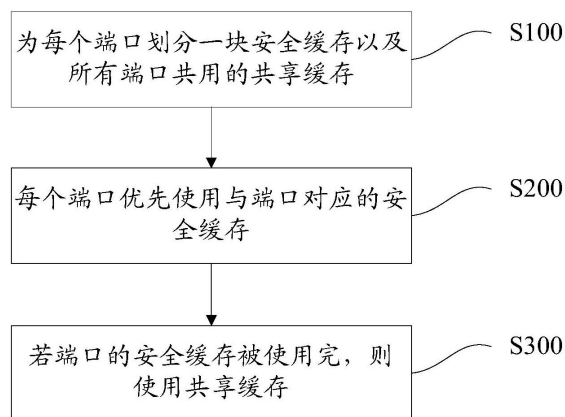 为每个端口划分一块安全缓存以及
所有端口共用的共享缓存
S100
每个端口优先使用与端口对应的安
全缓存
S200
若端口的安全缓存被使用完，则
使用共享缓存
S300